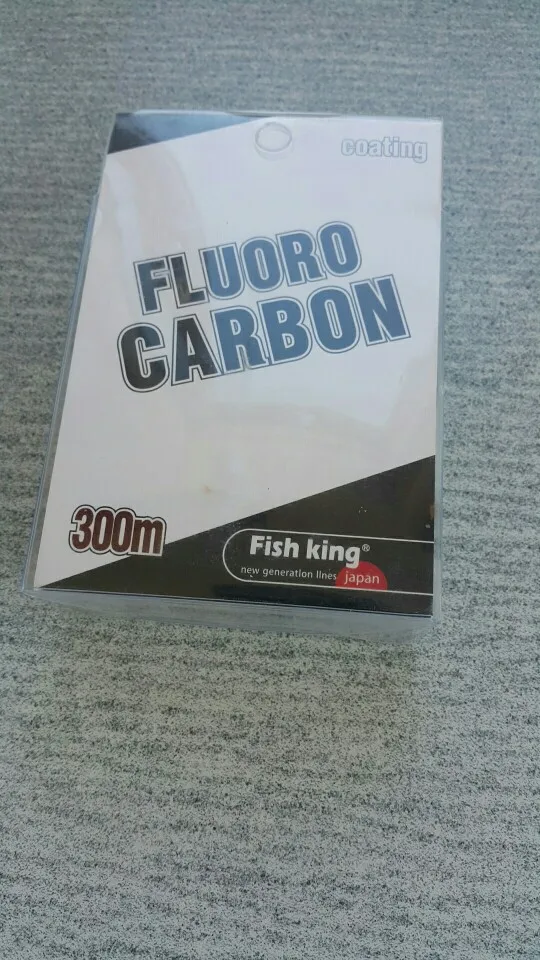 coating
FLUORO
CARBON
300m
Fish king®
new generation lines japan